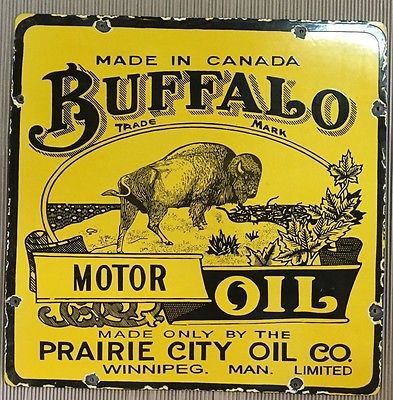 MADE IN CANADA
BUFFALO
TRADE MARK
MOTOR OIL
MADE ONLY BY THE
PRAIRIE CITY OIL CO.
WINNIPEG. MAN. LIMITED